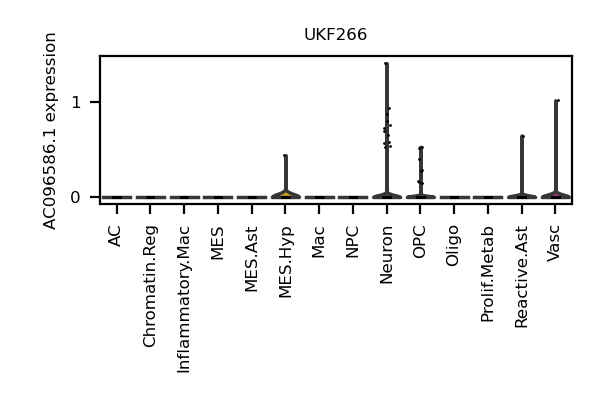 UKF266
AC096586.1 expression
1
0
AC
Chromatin.Reg
Inflammatory.Mac
MES
MES.Ast
MES.Hyp
Mac
NPC
Neuron
OPC
Oligo
Prolif.Metab
Reactive.Ast
Vasc